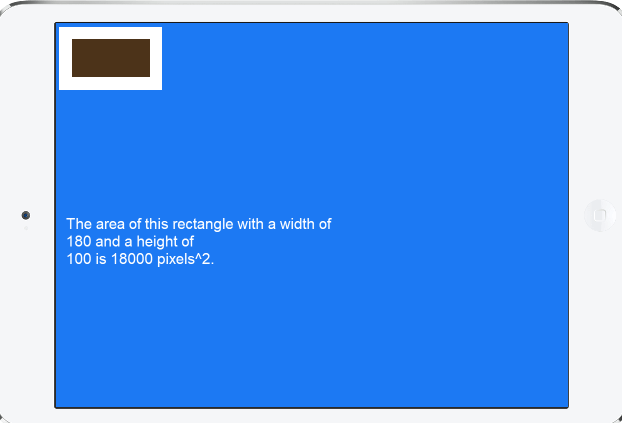 The area of this rectangle with a width of
180 and a height of
100 is 18000 pixels^2.